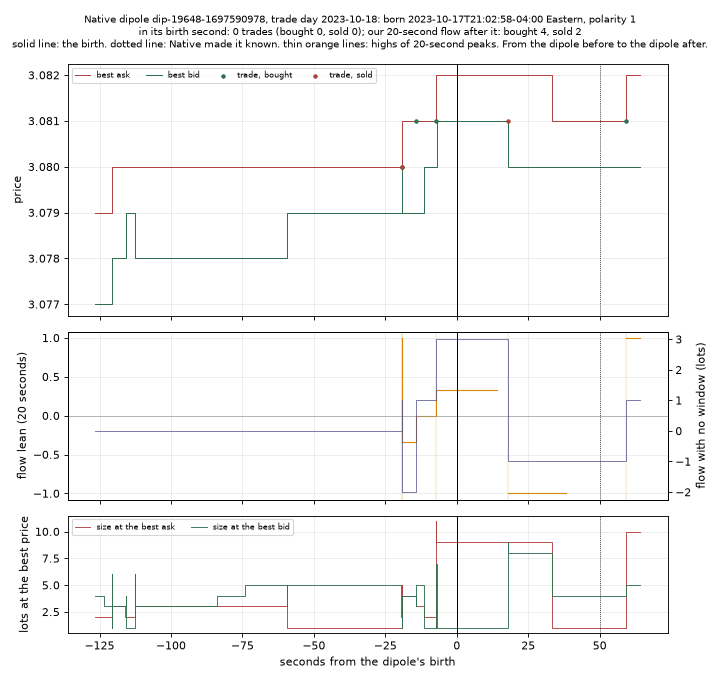 Native dipole dip-19648-1697590978, trade day 2023-10-18: born 2023-10-17T21:02:58-04:00 Eastern, polarity 1
in its birth second: 0 trades (bought 0, sold 0); our 20-second flow after it: bought 4, sold 2
solid line: the birth. dotted line: Native made it known. thin orange lines: highs of 20-second peaks. From the dipole before to the dipole after.
best ask best bid trade, bought trade, sold
3.082
3.081
3.080
3.079
3.078
3.077
price
1.0
0.5
0.0
−0.5
−1.0
flow lean (20 seconds)
3
2
1
0
−1
−2
flow with no window (lots)
size at the best ask size at the best bid
10.0
7.5
5.0
2.5
lots at the best price
−125 −100 −75 −50 −25 0 25 50
seconds from the dipole's birth